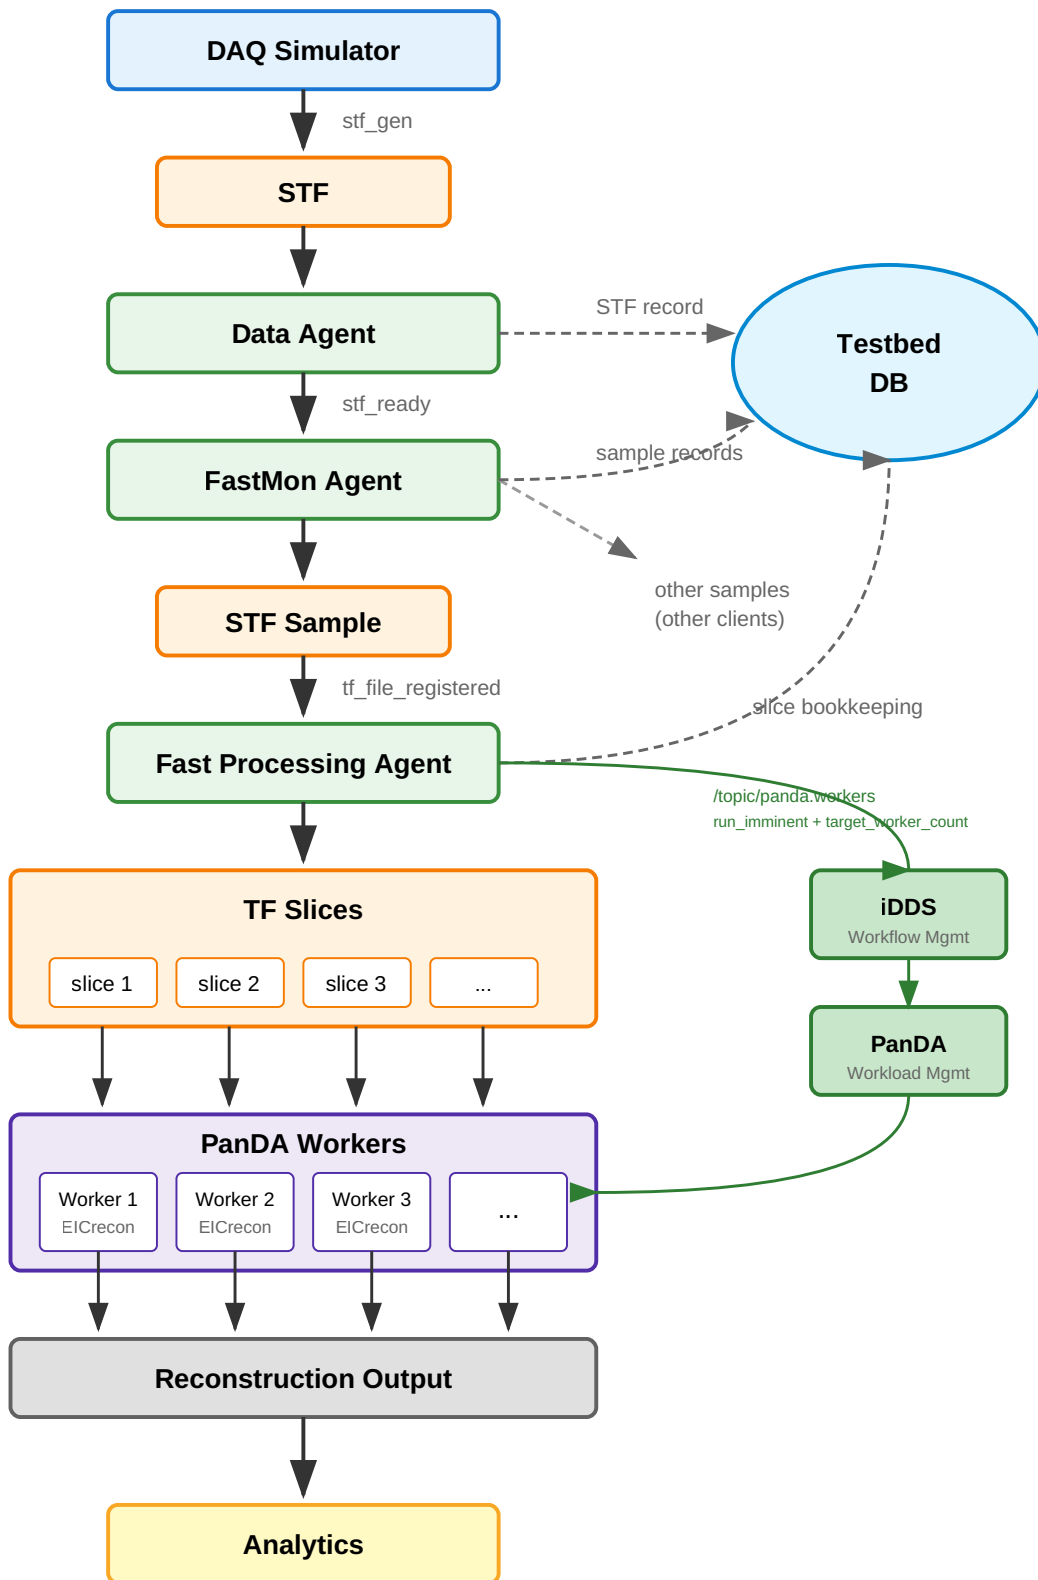 DAQ Simulator
stf_gen
STF
Data Agent
STF record
Testbed
DB
stf_ready
FastMon Agent
sample records
other samples
(other clients)
STF Sample
tf_file_registered
slice bookkeeping
Fast Processing Agent
/topic/panda.workers
run_imminent + target_worker_count
TF Slices
slice 1
slice 2
slice 3
...
iDDS
Workflow Mgmt
PanDA
Workload Mgmt
PanDA Workers
Worker 1
EICrecon
Worker 2
EICrecon
Worker 3
EICrecon
...
Reconstruction Output
Analytics